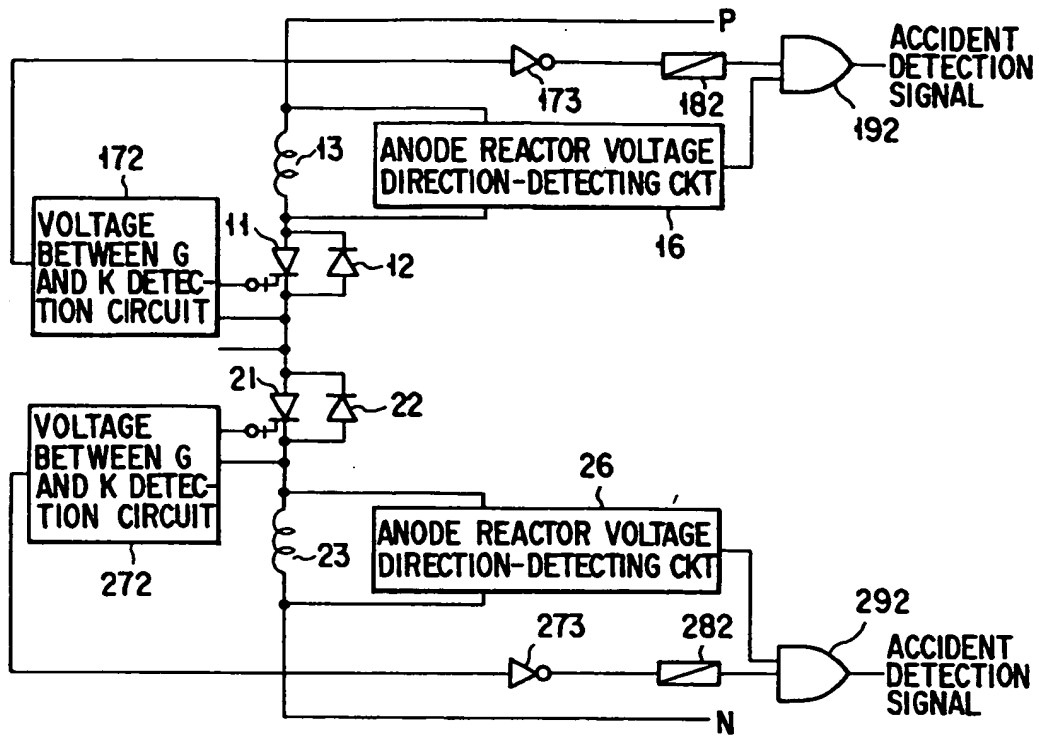 P
173
182
192
ACCIDENT
DETECTION
SIGNAL
13
ANODE REACTOR VOLTAGE
DIRECTION-DETECTING CKT
16
172
VOLTAGE
BETWEEN G
AND K DETEC-
TION CIRCUIT
11
12
21
22
VOLTAGE
BETWEEN G
AND K DETEC-
TION CIRCUIT
272
23
26
ANODE REACTOR VOLTAGE
DIRECTION-DETECTING CKT
273
282
292
ACCIDENT
DETECTION
SIGNAL
N